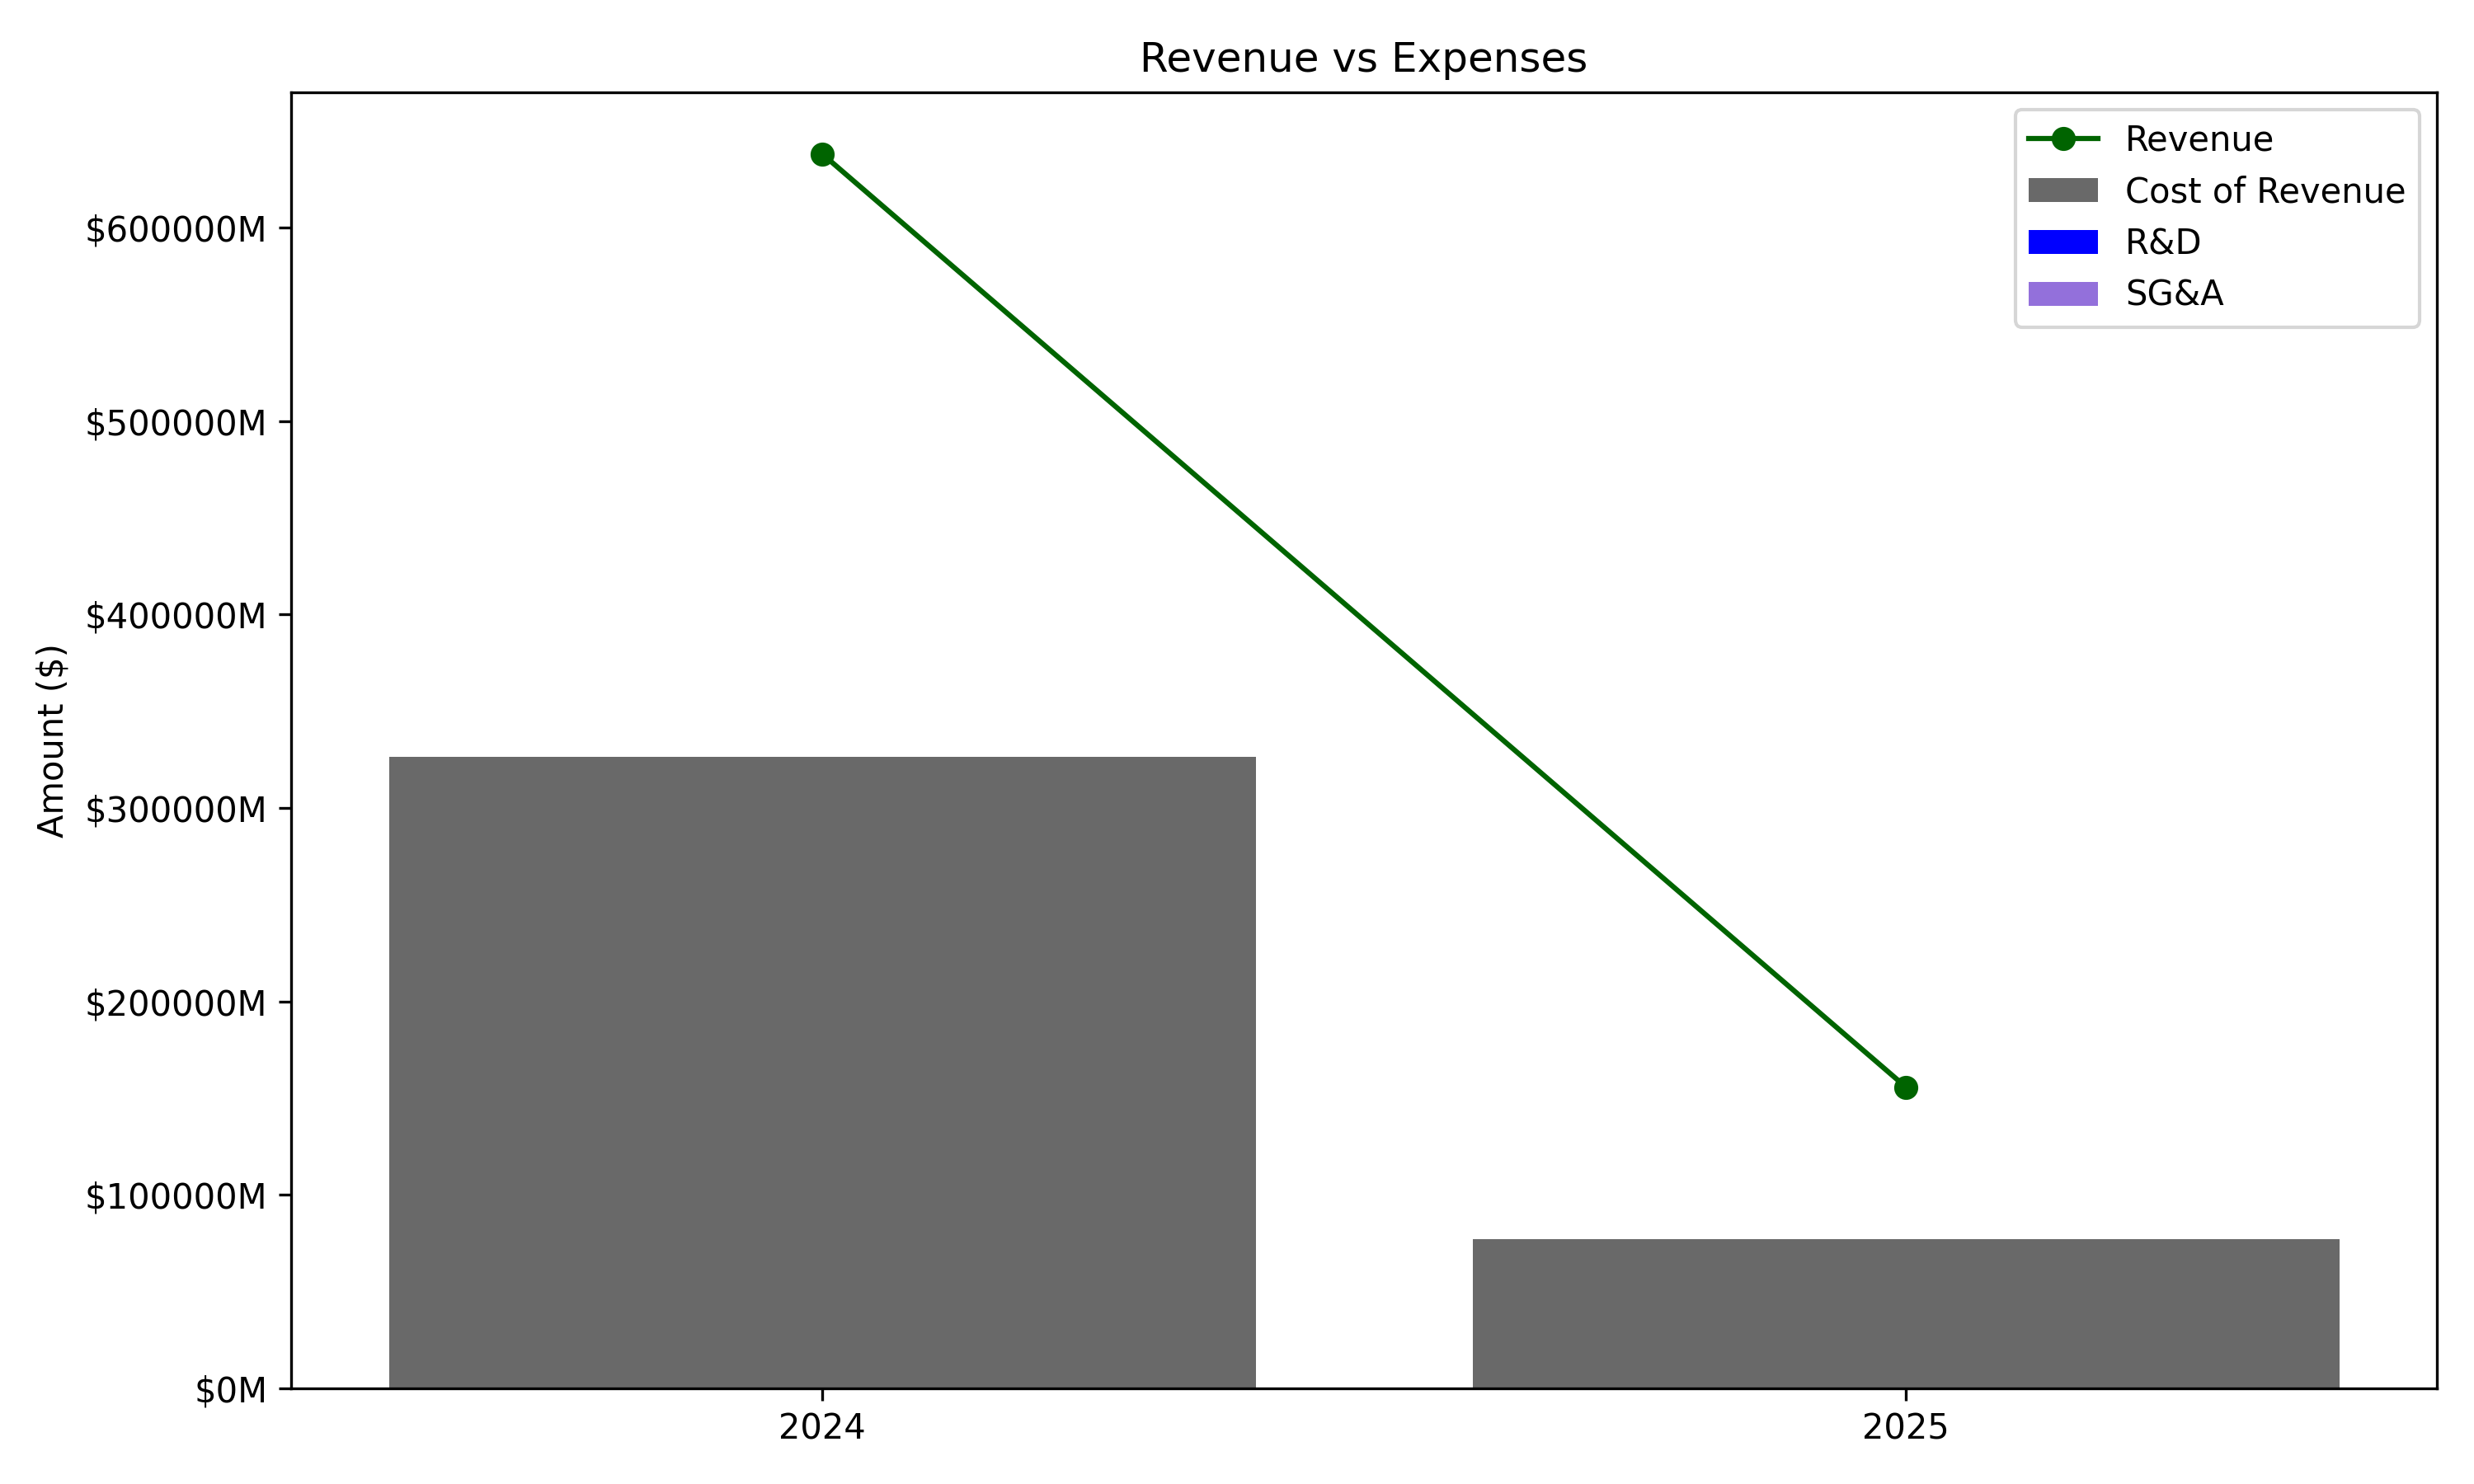 Revenue vs Expenses
Revenue
Cost of Revenue
R&D
SG&A
Amount ($)
$600000M
$500000M
$400000M
$300000M
$200000M
$100000M
$0M
2024
2025